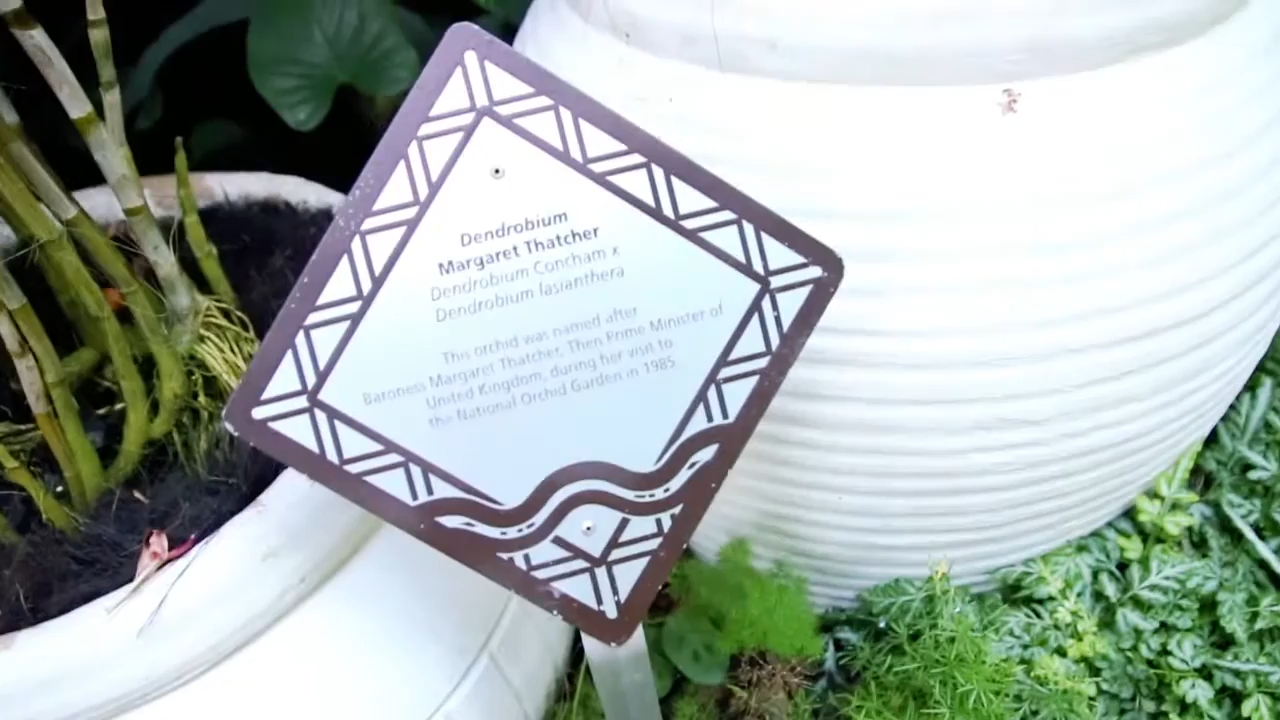 Dendrobium
Margaret Thatcher
Dendrobium Concham x
Dendrobium lasianthera
This orchid was named after
Baroness Margaret Thatcher, Then Prime Minister of
United Kingdom, during her visit to
the National Orchid Garden in 1985.